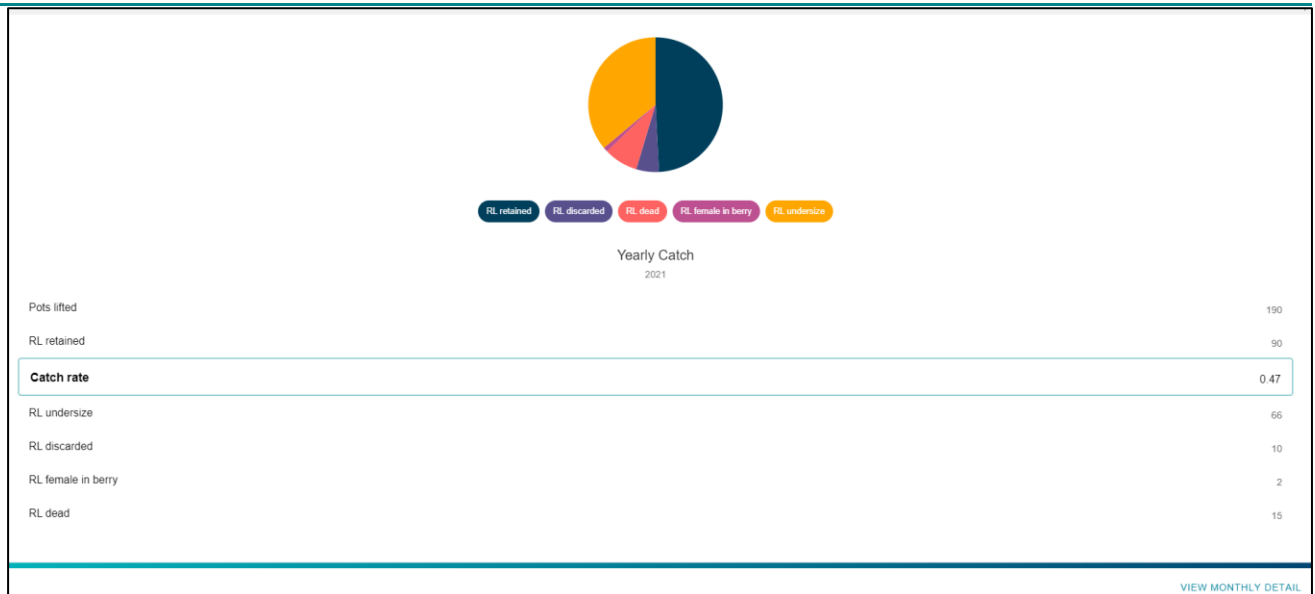 RL retained RL discarded RL dead RL female in berry RL undersize
Yearly Catch
2021
Pots lifted 190
RL retained 90
Catch rate 0.47
RL undersize 66
RL discarded 10
RL female in berry 2
RL dead 15
VIEW MONTHLY DETAIL